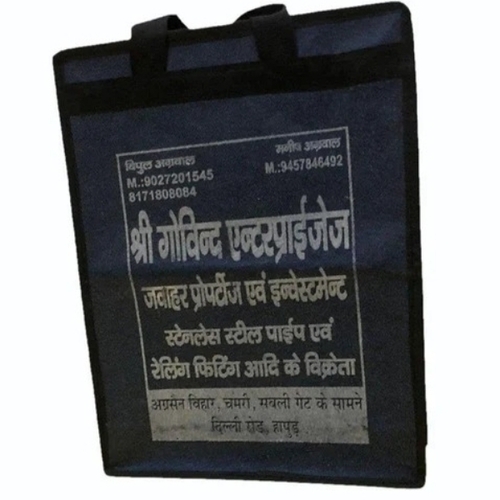 विपुल अग्रवाल
M.:9027201545
8171808084
मनीष अग्रवाल
M.:9457846492
श्री गोविन्द एन्टरप्राईजेज
जवाहर प्रोपर्टीज एवं इन्वेस्टमेन्ट
स्टेनलेस स्टील पाईप एवं
रेलिंग फिटिंग आदि के विक्रेता
अग्रसैन विहार, चमरी, सबली गेट के सामने
दिल्ली रोड़, हापुड़